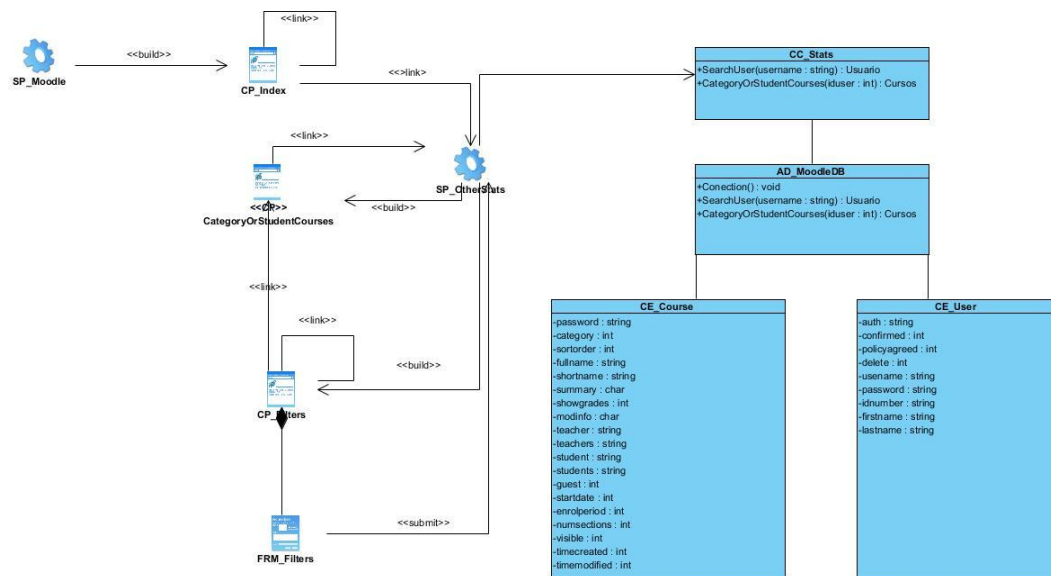 <<link>>
<<build>>
SP_Moodle
CP_Index
<<>link>
CC_Stats
+SearchUser(username : string) : Usuario
+CategoryOrStudentCourses(iduser : int) : Cursos
<<link>>
SP_OtherStats
<<build>>
<<CP>>
CategoryOrStudentCourses
AD_MoodleDB
+Conection() : void
+SearchUser(username : string) : Usuario
+CategoryOrStudentCourses(iduser : int) : Cursos
<<link>>
<<link>>
<<build>>
CP_Filters
<<submit>>
FRM_Filters
CE_Course
-password : string
-category : int
-sortorder : int
-fullname : string
-shortname : string
-summary : char
-showgrades : int
-modinfo : char
-teacher : string
-teachers : string
-student : string
-students : string
-guest : int
-startdate : int
-enrolperiod : int
-numsections : int
-visible : int
-timecreated : int
-timemodified : int
CE_User
-auth : string
-confirmed : int
-policyagreed : int
-delete : int
-usename : string
-password : string
-idnumber : string
-firstname : string
-lastname : string